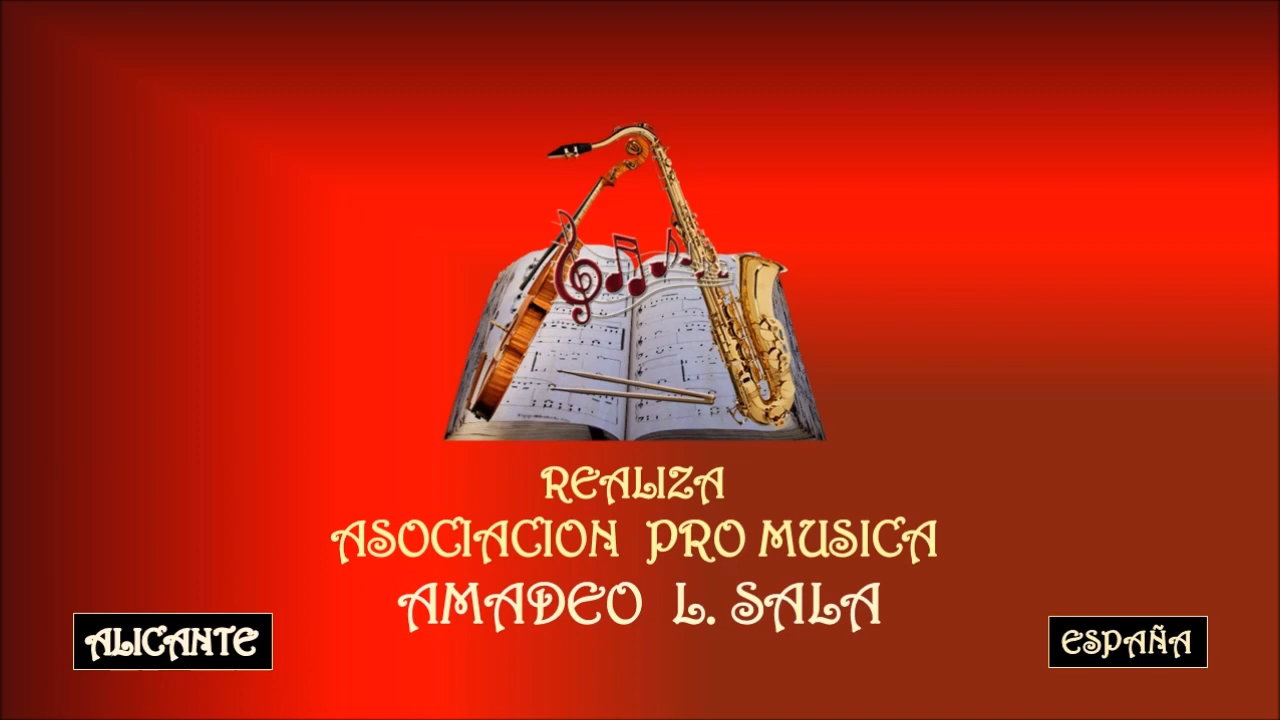 REALIZA
ASOCIACION PRO MUSICA
AMADEO L. SALA
ALICANTE
ESPAÑA